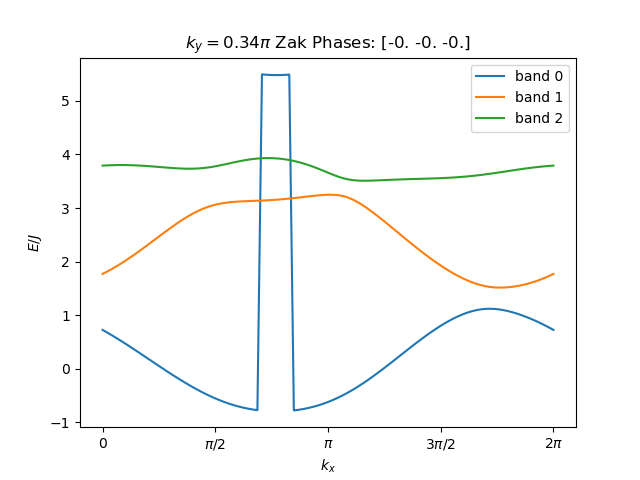 $k_y = 0.34\pi$ Zak Phases: [-0. -0. -0.]
band 0
band 1
band 2
5
4
3
2
1
0
−1
E/J
0
π/2
π
3π/2
2π
$k_x$